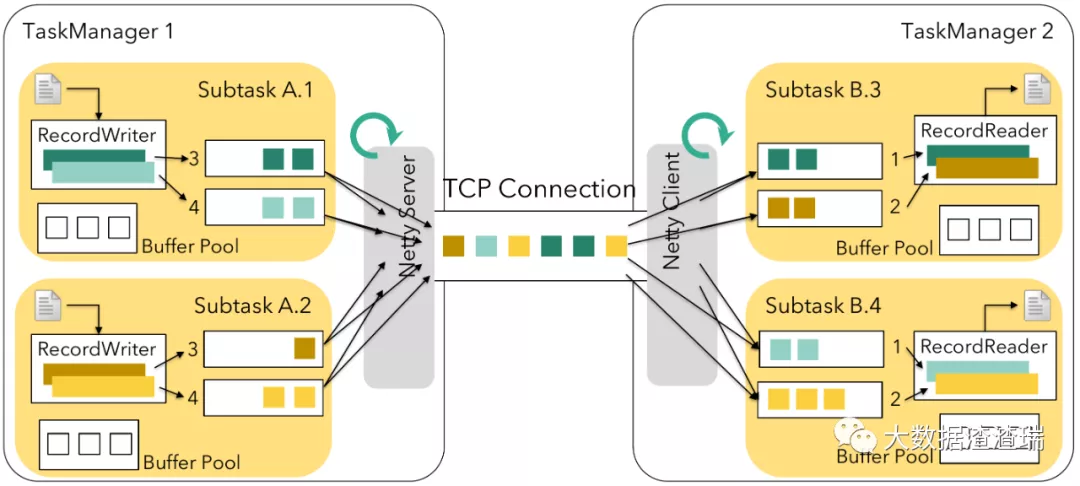 TaskManager 1
TaskManager 2
Subtask A.1
RecordWriter
3
4
Buffer Pool
Subtask A.2
RecordWriter
3
4
Buffer Pool
Netty Server
TCP Connection
Netty Client
Subtask B.3
RecordReader
1
2
Buffer Pool
Subtask B.4
RecordReader
1
2
Buffer Pool
大数据渣渣瑞